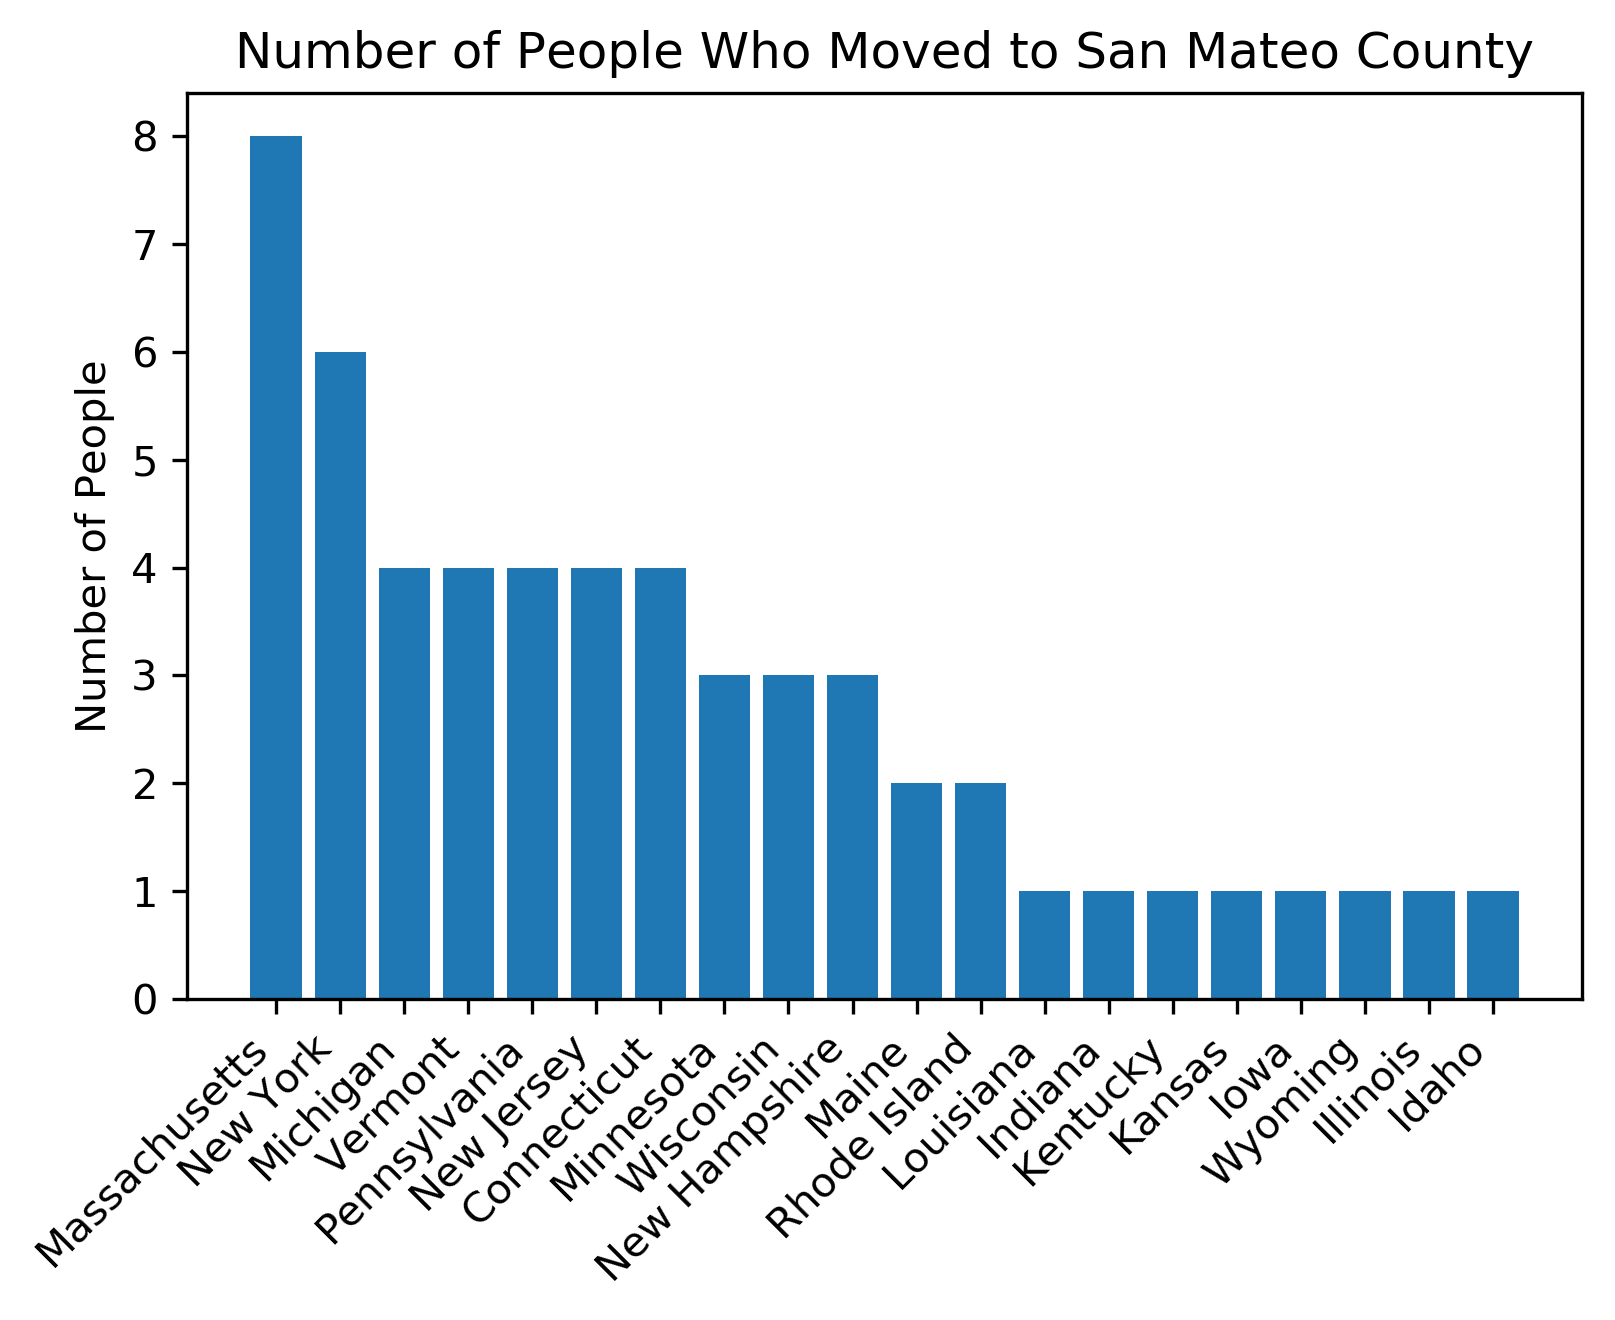 Number of People Who Moved to San Mateo County
Number of People
8
7
6
5
4
3
2
1
0
Massachusetts
New York
Michigan
Vermont
Pennsylvania
New Jersey
Connecticut
Minnesota
Wisconsin
New Hampshire
Maine
Rhode Island
Louisiana
Indiana
Kentucky
Kansas
Iowa
Wyoming
Illinois
Idaho